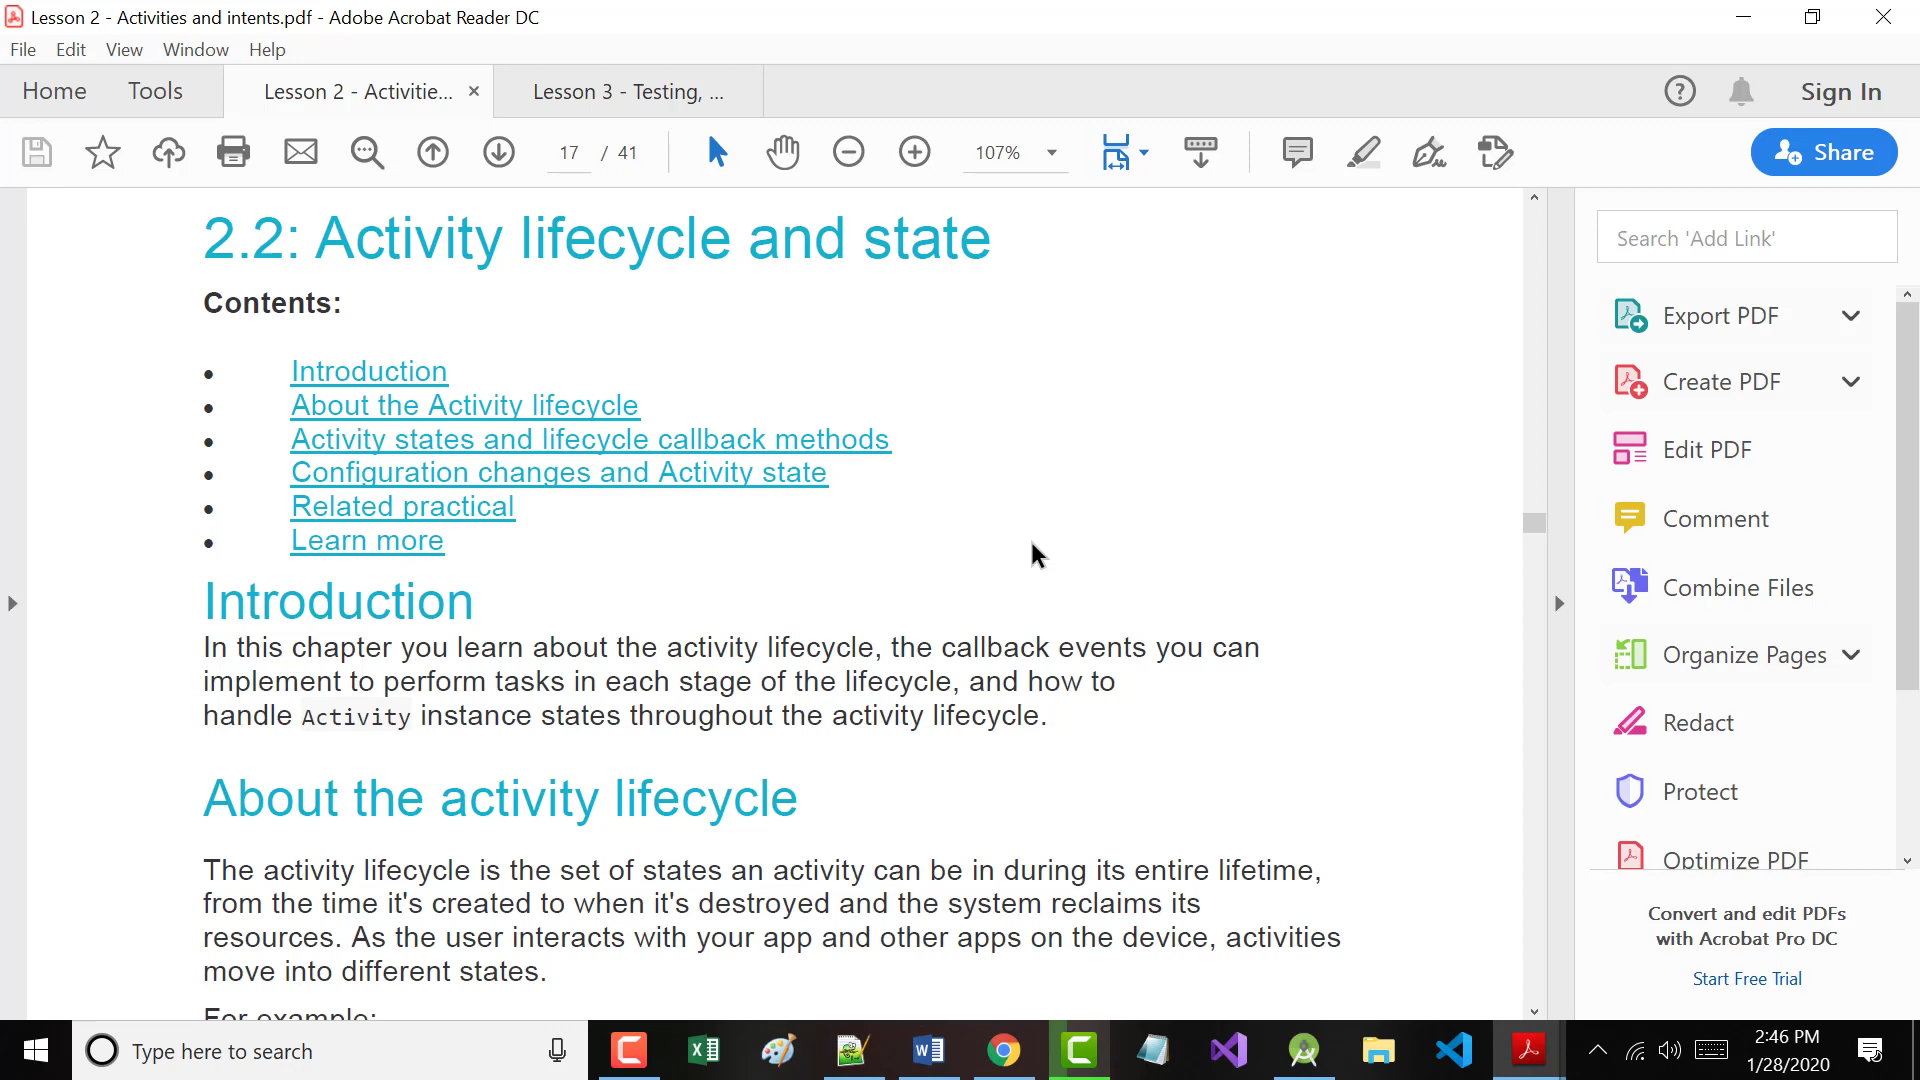 Lesson 2 - Activities and intents.pdf - Adobe Acrobat Reader DC
File Edit View Window Help
Home Tools Lesson 2 - Activitie... × Lesson 3 - Testing, ... Sign In
17 / 41 107% Share
2.2: Activity lifecycle and state
Contents:
• Introduction
• About the Activity lifecycle
• Activity states and lifecycle callback methods
• Configuration changes and Activity state
• Related practical
• Learn more
Introduction
In this chapter you learn about the activity lifecycle, the callback events you can
implement to perform tasks in each stage of the lifecycle, and how to
handle Activity instance states throughout the activity lifecycle.
About the activity lifecycle
The activity lifecycle is the set of states an activity can be in during its entire lifetime,
from the time it's created to when it's destroyed and the system reclaims its
resources. As the user interacts with your app and other apps on the device, activities
move into different states.
For example:
Search 'Add Link'
Export PDF
Create PDF
Edit PDF
Comment
Combine Files
Organize Pages
Redact
Protect
Optimize PDF
Convert and edit PDFs
with Acrobat Pro DC
Start Free Trial
Type here to search
2:46 PM
1/28/2020